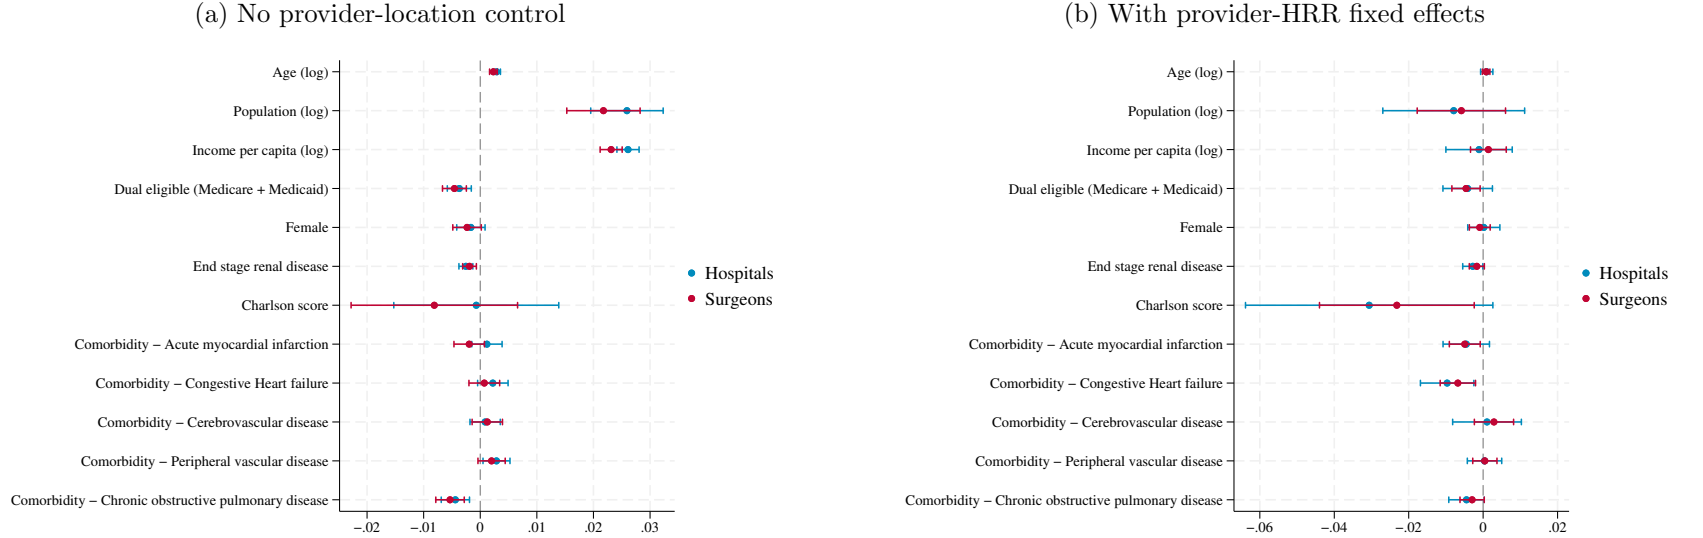 (a) No provider-location control
Age (log)
Population (log)
Income per capita (log)
Dual eligible (Medicare + Medicaid)
Female
End stage renal disease
Charlson score
Comorbidity − Acute myocardial infarction
Comorbidity − Congestive Heart failure
Comorbidity − Cerebrovascular disease
Comorbidity − Peripheral vascular disease
Comorbidity − Chronic obstructive pulmonary disease
−.02 −.01 0 .01 .02 .03
Hospitals
Surgeons
(b) With provider-HRR fixed effects
Age (log)
Population (log)
Income per capita (log)
Dual eligible (Medicare + Medicaid)
Female
End stage renal disease
Charlson score
Comorbidity − Acute myocardial infarction
Comorbidity − Congestive Heart failure
Comorbidity − Cerebrovascular disease
Comorbidity − Peripheral vascular disease
Comorbidity − Chronic obstructive pulmonary disease
−.06 −.04 −.02 0 .02
Hospitals
Surgeons